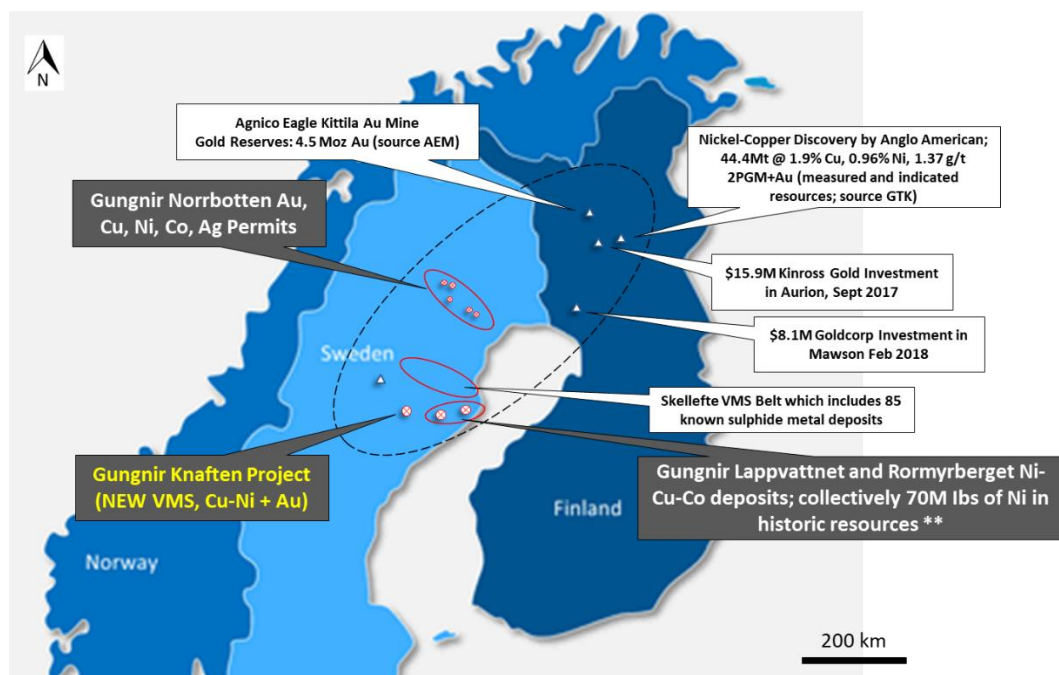 N
Agnico Eagle Kittila Au Mine
Gold Reserves: 4.5 Moz Au (source AEM)
Nickel-Copper Discovery by Anglo American;
44.4Mt @ 1.9% Cu, 0.96% Ni, 1.37 g/t
2PGM+Au (measured and indicated
resources; source GTK)
Gungnir Norrbotten Au,
Cu, Ni, Co, Ag Permits
$15.9M Kinross Gold Investment
in Aurion, Sept 2017
$8.1M Goldcorp Investment in
Mawson Feb 2018
Sweden
Skellefte VMS Belt which includes 85
known sulphide metal deposits
Gungnir Knaften Project
(NEW VMS, Cu-Ni + Au)
Gungnir Lappvattnet and Rormyrberget Ni-
Cu-Co deposits; collectively 70M Ibs of Ni in
historic resources **
Finland
Norway
200 km